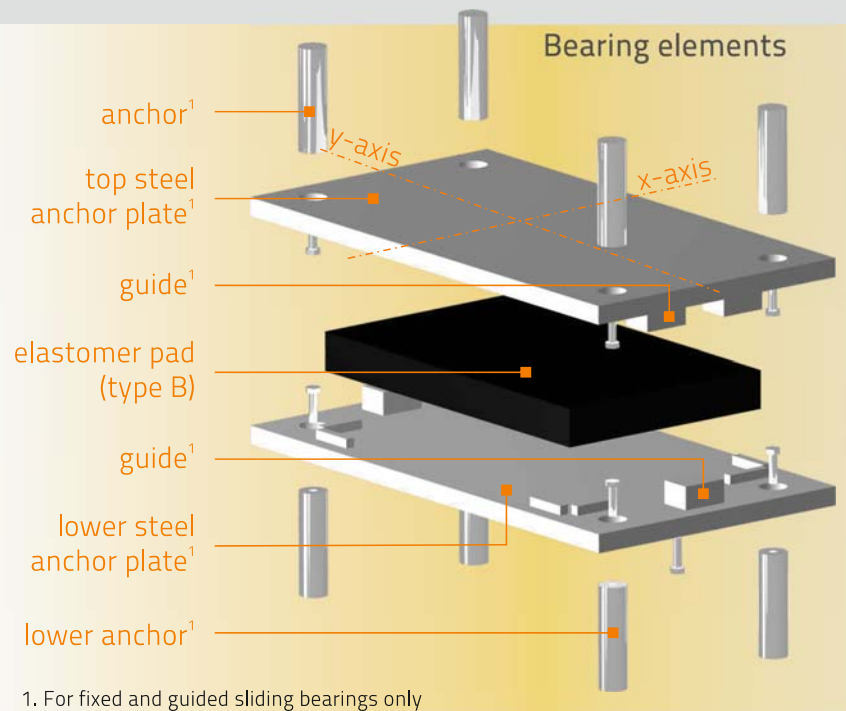 Bearing elements
anchor¹
y-axis
x-axis
top steel
anchor plate¹
guide¹
elastomer pad
(type B)
guide¹
lower steel
anchor plate¹
lower anchor¹
1. For fixed and guided sliding bearings only